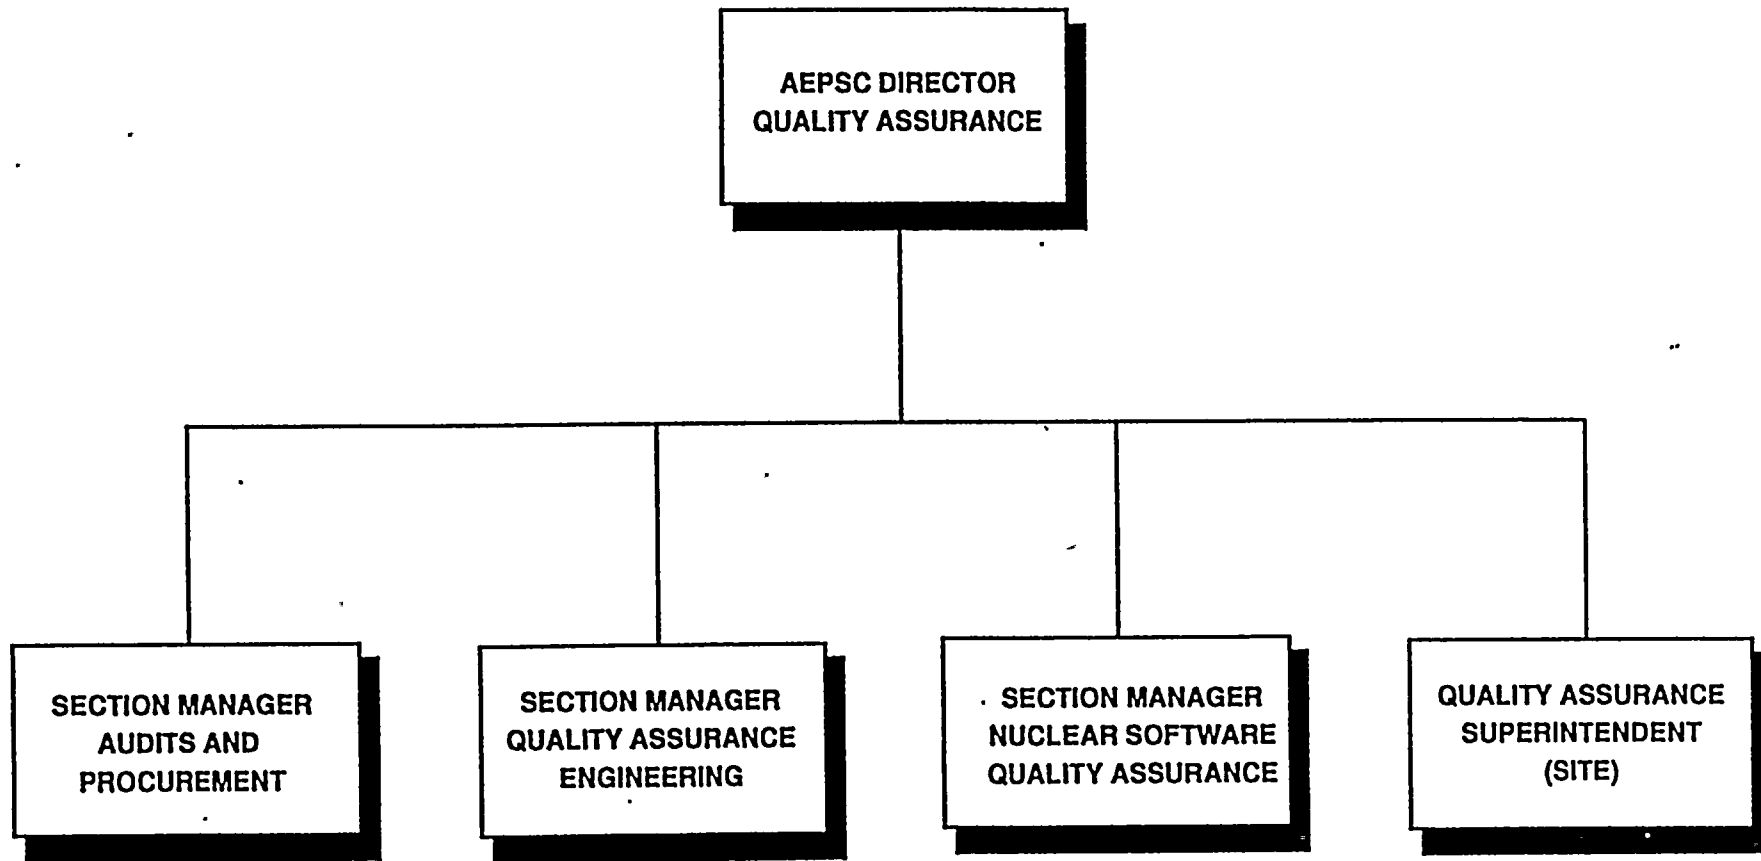 AEPSC DIRECTOR
QUALITY ASSURANCE
SECTION MANAGER
AUDITS AND
PROCUREMENT
SECTION MANAGER
QUALITY ASSURANCE
ENGINEERING
SECTION MANAGER
NUCLEAR SOFTWARE
QUALITY ASSURANCE
QUALITY ASSURANCE
SUPERINTENDENT
(SITE)